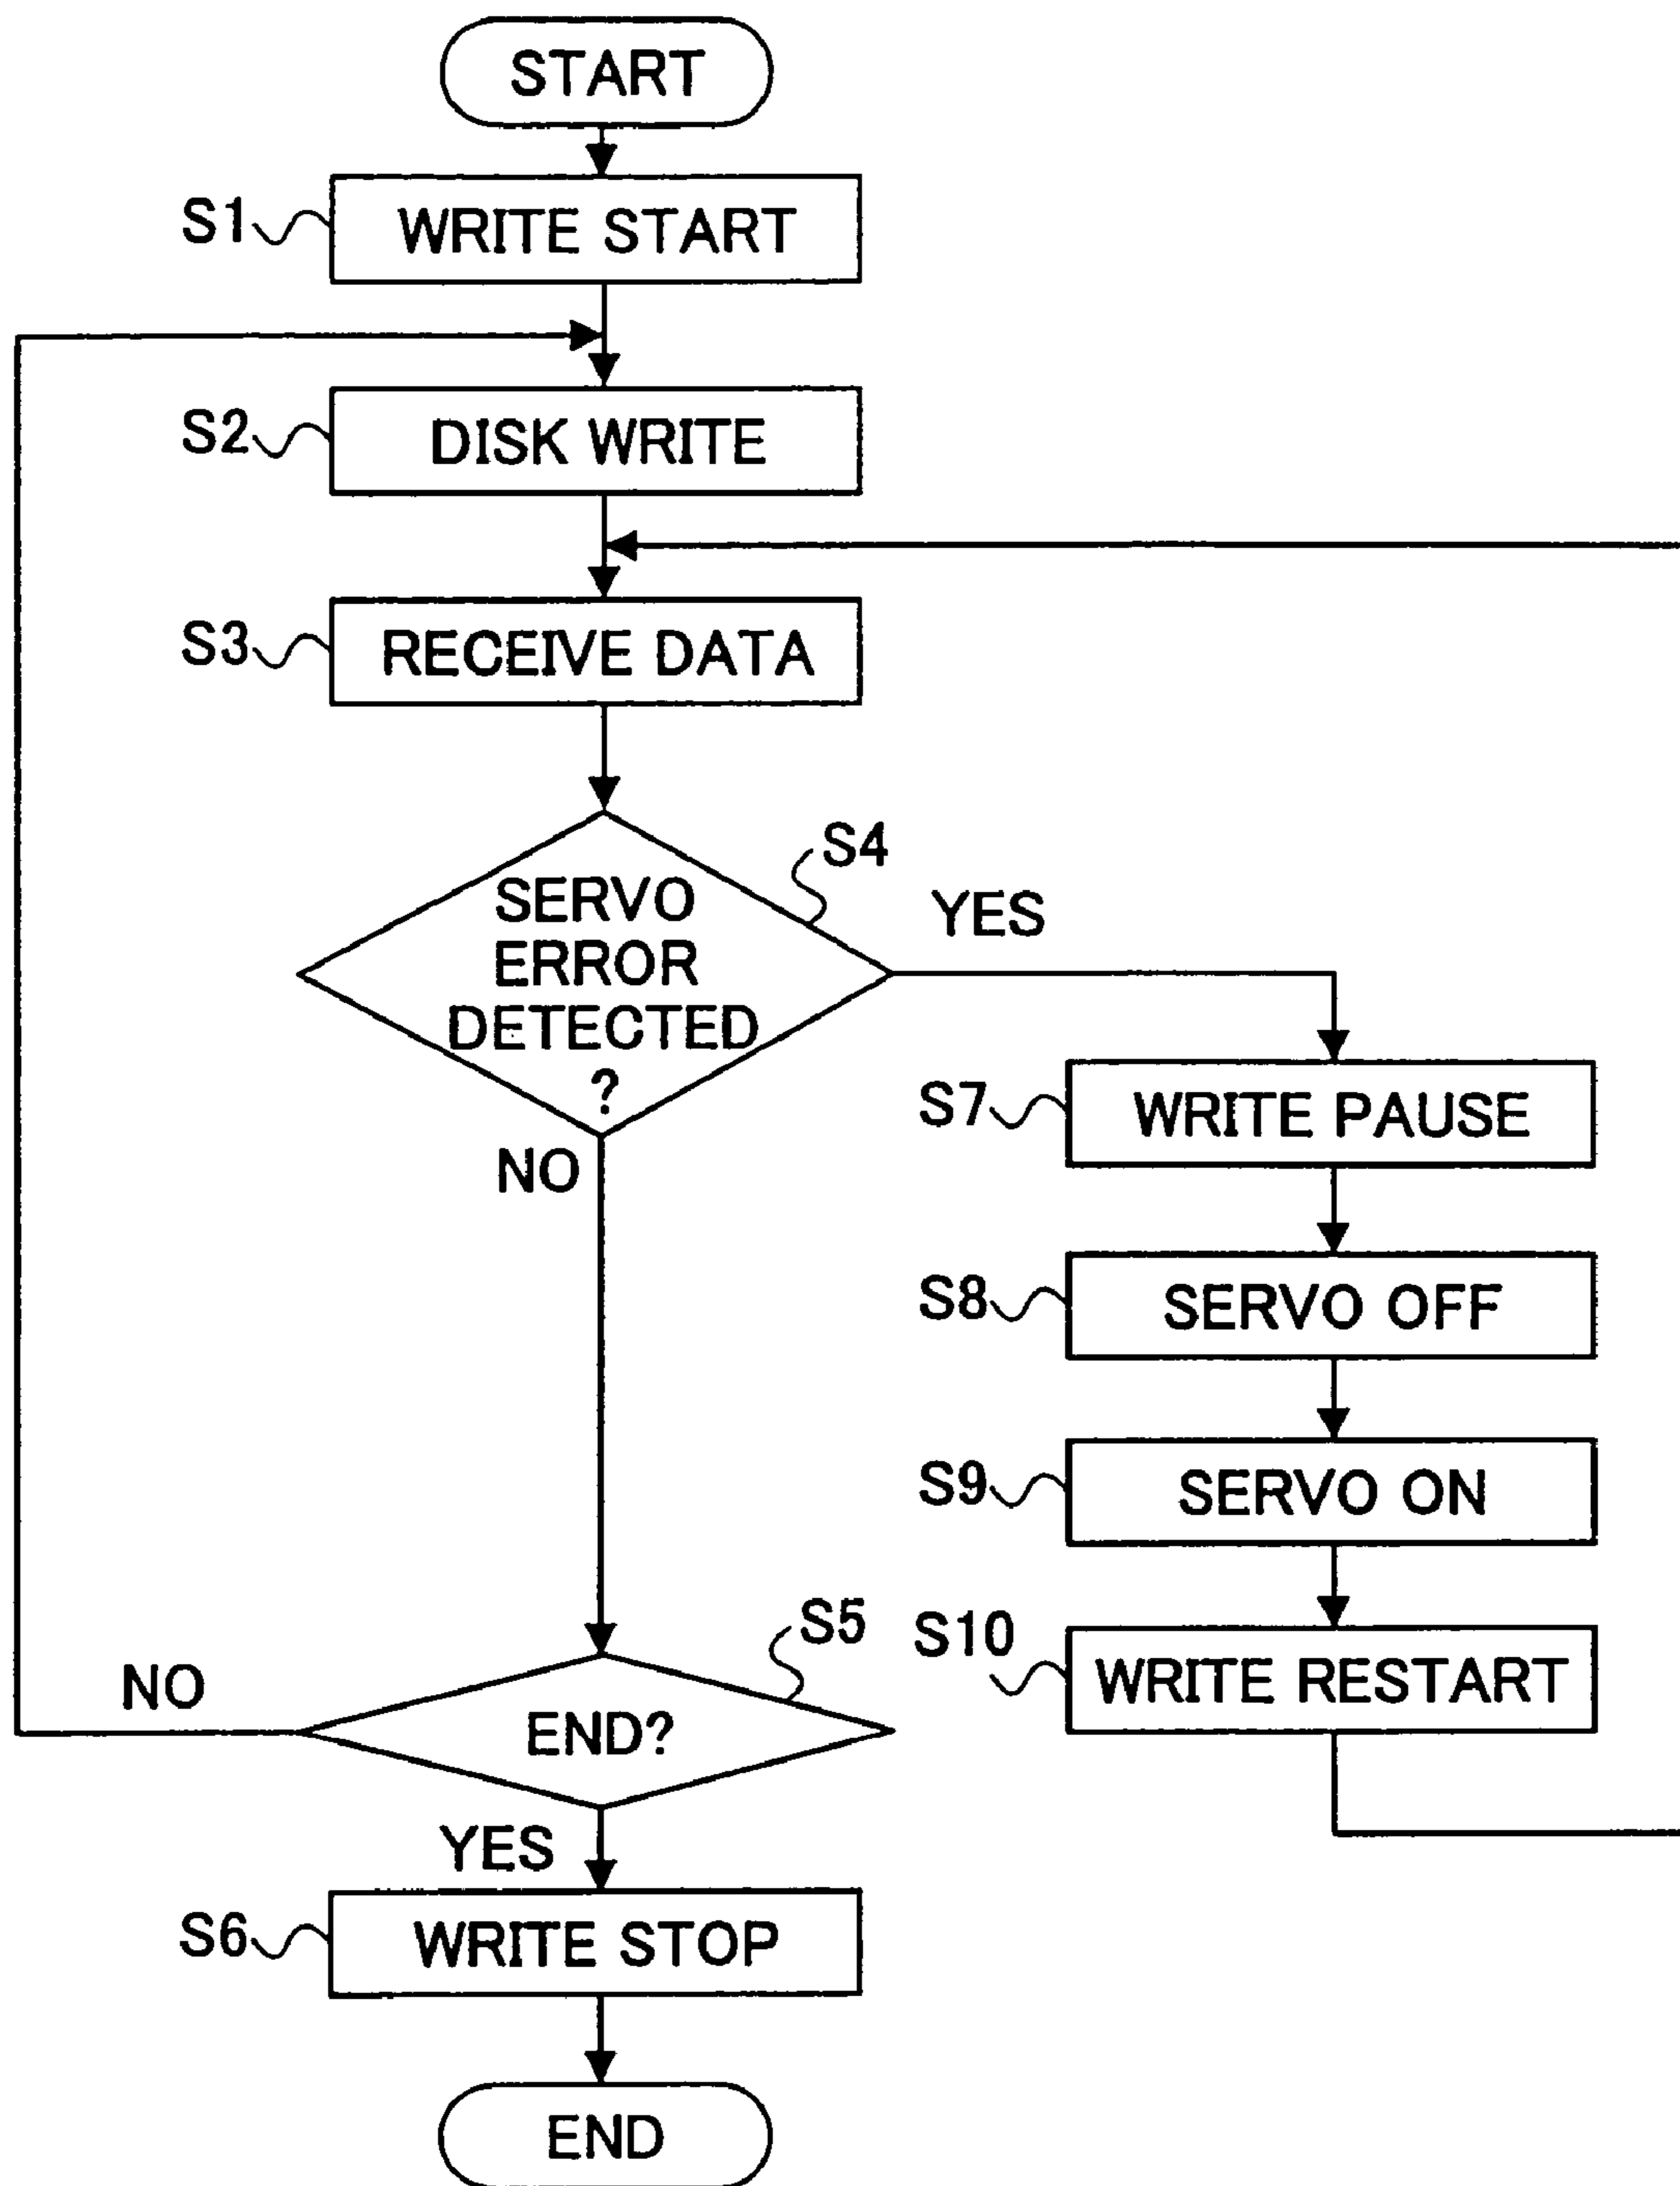 START
S1
WRITE START
S2
DISK WRITE
S3
RECEIVE DATA
S4
SERVO
ERROR
DETECTED
?
YES
NO
S7
WRITE PAUSE
S8
SERVO OFF
S9
SERVO ON
S10
WRITE RESTART
S5
END?
NO
YES
S6
WRITE STOP
END